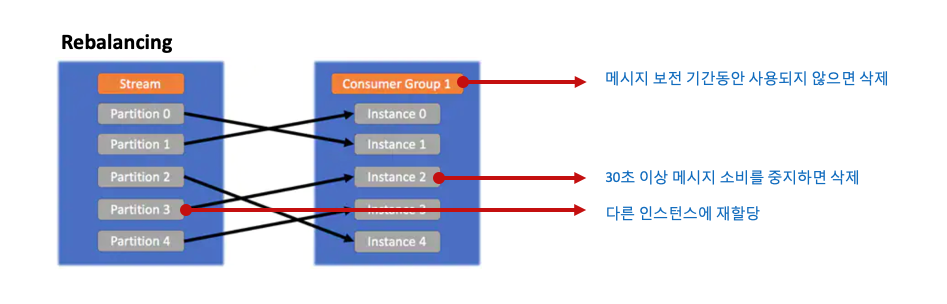 Rebalancing
Stream
Consumer Group 1
메시지 보전 기간동안 사용되지 않으면 삭제
Partition 0
Instance 0
Partition 1
Instance 1
Partition 2
Instance 2
30초 이상 메시지 소비를 중지하면 삭제
Partition 3
Instance 3
다른 인스턴스에 재할당
Partition 4
Instance 4